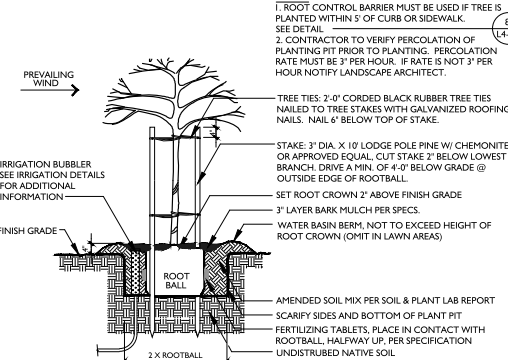 1. ROOT CONTROL BARRIER MUST BE USED IF TREE IS
PLANTED WITHIN 5' OF CURB OR SIDEWALK.
SEE DETAIL
8
L4-
2. CONTRACTOR TO VERIFY PERCOLATION OF
PLANTING PIT PRIOR TO PLANTING. PERCOLATION
RATE MUST BE 3" PER HOUR. IF RATE IS NOT 3" PER
HOUR NOTIFY LANDSCAPE ARCHITECT.
PREVAILING
WIND
TREE TIES: 2'-0" CORDED BLACK RUBBER TREE TIES
NAILED TO TREE STAKES WITH GALVANIZED ROOFING
NAILS. NAIL 6" BELOW TOP OF STAKE.
STAKE: 3" DIA. X 10' LODGE POLE PINE W/ CHEMONITE
OR APPROVED EQUAL, CUT STAKE 2" BELOW LOWEST
BRANCH. DRIVE A MIN. OF 4'-0" BELOW GRADE @
OUTSIDE EDGE OF ROOTBALL.
IRRIGATION BUBBLER
SEE IRRIGATION DETAILS
FOR ADDITIONAL
INFORMATION
SET ROOT CROWN 2" ABOVE FINISH GRADE
3" LAYER BARK MULCH PER SPECS.
WATER BASIN BERM, NOT TO EXCEED HEIGHT OF
ROOT CROWN (OMIT IN LAWN AREAS)
FINISH GRADE
ROOT
BALL
AMENDED SOIL MIX PER SOIL & PLANT LAB REPORT
SCARIFY SIDES AND BOTTOM OF PLANT PIT
FERTILIZING TABLETS, PLACE IN CONTACT WITH
ROOTBALL, HALFWAY UP, PER SPECIFICATION
UNDISTRUBED NATIVE SOIL
2 X ROOTBALL